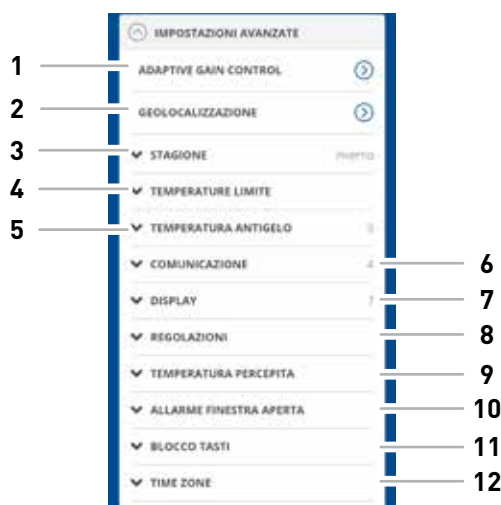 IMPOSTAZIONI AVANZATE
1 ADAPTIVE GAIN CONTROL
2 GEOLOCALIZZAZIONE
3 STAGIONE inverno
4 TEMPERATURE LIMITE
5 TEMPERATURA ANTIGELO 5
COMUNICAZIONE 4 6
DISPLAY 7
REGOLAZIONI 8
TEMPERATURA PERCEPITA 9
ALLARME FINESTRA APERTA 10
BLOCCO TASTI 11
TIME ZONE 12